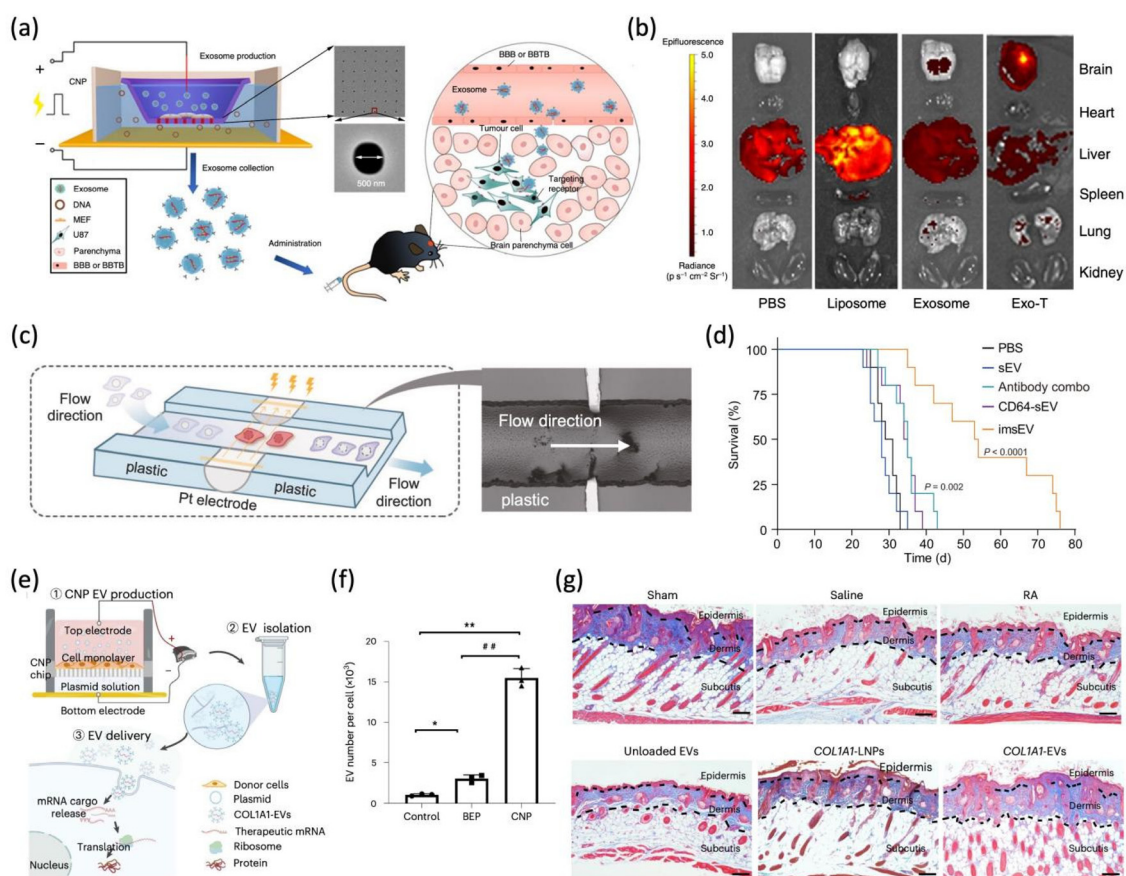 (a)
Exosome production
CNP
+
−
Exosome collection
500 nm
Exosome
DNA
MEF
U87
Parenchyma
BBB or BBTB
Administration
BBB or BBTB
Exosome
Tumour cell
Targeting
receptor
Brain parenchyma cell
(b)
Epifluorescence
5.0
4.0
3.0
2.0
1.0
Radiance
(p s⁻¹ cm⁻² Sr⁻¹)
Brain
Heart
Liver
Spleen
Lung
Kidney
PBS
Liposome
Exosome
Exo-T
(c)
Flow
direction
plastic
Pt electrode
plastic
Flow
direction
Flow direction
plastic
(d)
Survival (%)
100
75
50
25
0
0 10 20 30 40 50 60 70 80
Time (d)
PBS
sEV
Antibody combo
CD64-sEV
imsEV
P < 0.0001
P = 0.002
(e)
① CNP EV production
Top electrode
Cell monolayer
CNP
chip
Plasmid solution
Bottom electrode
+
−
② EV isolation
③ EV delivery
mRNA cargo
release
Translation
Nucleus
Donor cells
Plasmid
COL1A1-EVs
Therapeutic mRNA
Ribosome
Protein
(f)
EV number per cell (×10³)
20
15
10
5
0
**
# #
*
Control
BEP
CNP
(g)
Sham
Saline
RA
Epidermis
Dermis
Subcutis
Epidermis
Dermis
Subcutis
Epidermis
Dermis
Subcutis
Unloaded EVs
COL1A1-LNPs
COL1A1-EVs
Epidermis
Dermis
Subcutis
Epidermis
Dermis
Subcutis
Epidermis
Dermis
Subcutis